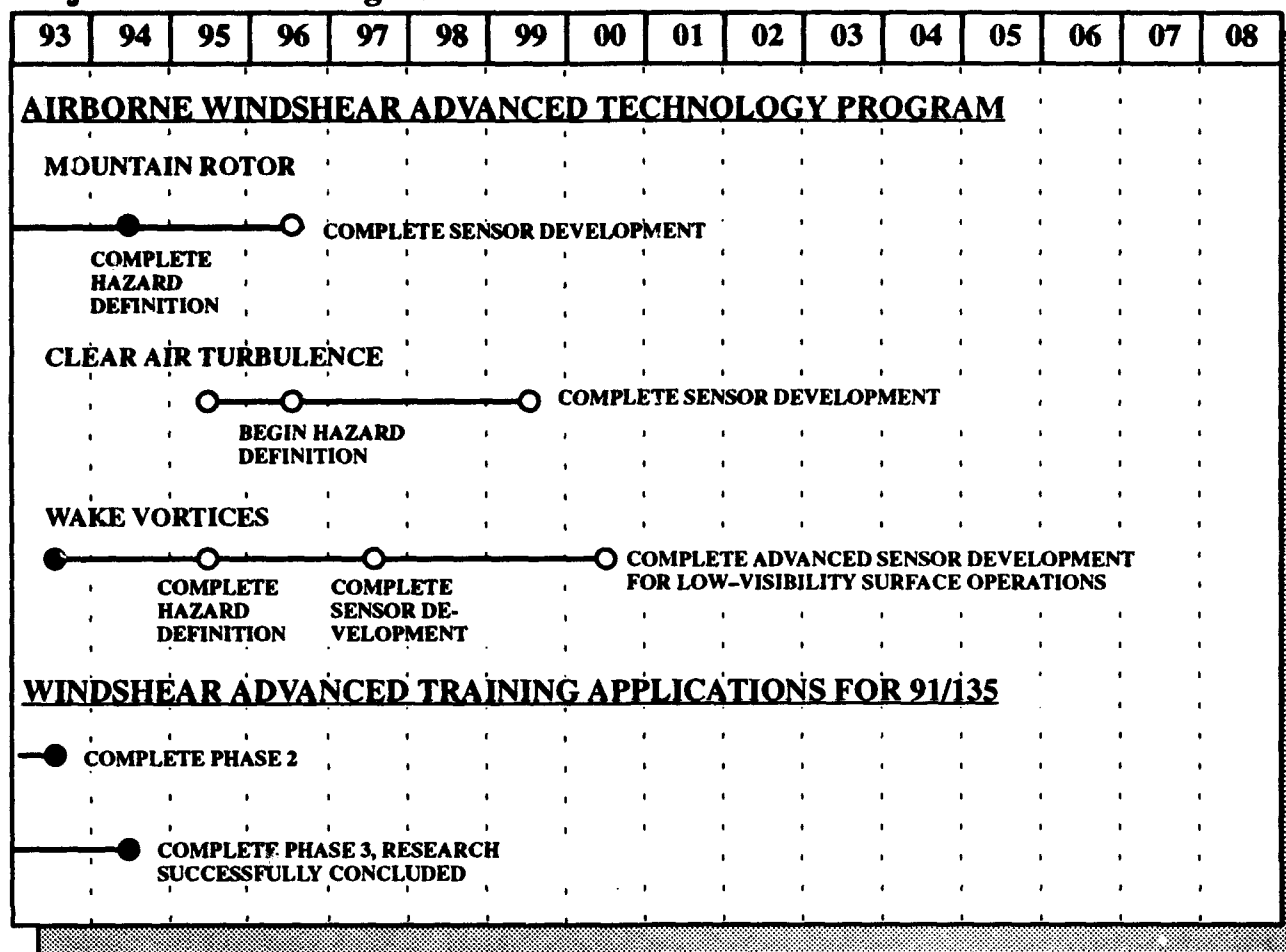 93 94 95 96 97 98 99 00 01 02 03 04 05 06 07 08
AIRBORNE WINDSHEAR ADVANCED TECHNOLOGY PROGRAM
MOUNTAIN ROTOR
COMPLETE SENSOR DEVELOPMENT
COMPLETE
HAZARD
DEFINITION
CLEAR AIR TURBULENCE
COMPLETE SENSOR DEVELOPMENT
BEGIN HAZARD
DEFINITION
WAKE VORTICES
COMPLETE ADVANCED SENSOR DEVELOPMENT
FOR LOW-VISIBILITY SURFACE OPERATIONS
COMPLETE
HAZARD
DEFINITION
COMPLETE
SENSOR DE-
VELOPMENT
WINDSHEAR ADVANCED TRAINING APPLICATIONS FOR 91/135
COMPLETE PHASE 2
COMPLETE PHASE 3, RESEARCH
SUCCESSFULLY CONCLUDED